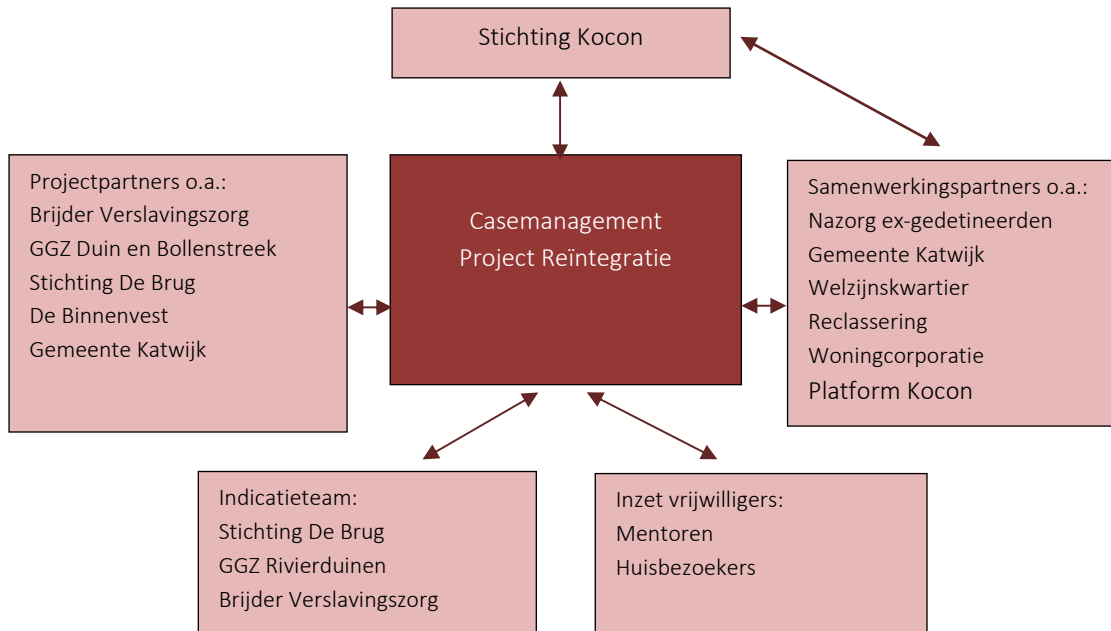 Stichting Kocon
Projectpartners o.a.:
Brijder Verslavingszorg
GGZ Duin en Bollenstreek
Stichting De Brug
De Binnenvest
Gemeente Katwijk
Casemanagement
Project Reïntegratie
Samenwerkingspartners o.a.:
Nazorg ex-gedetineerden
Gemeente Katwijk
Welzijnskwartier
Reclassering
Woningcorporatie
Platform Kocon
Indicatieteam:
Stichting De Brug
GGZ Rivierduinen
Brijder Verslavingszorg
Inzet vrijwilligers:
Mentoren
Huisbezoekers